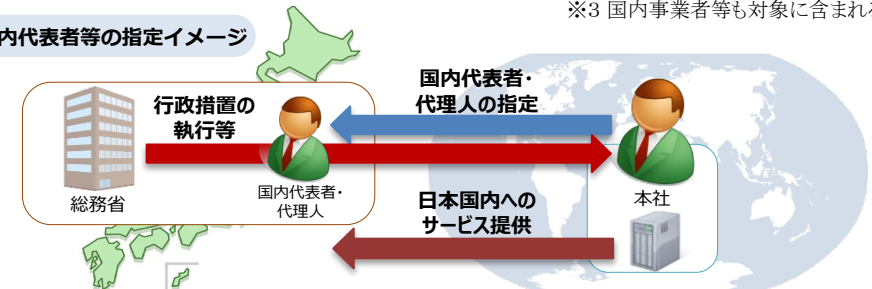 ※3 国内事業者等も対象に含まれる
内代表者等の指定イメージ
国内代表者・
代理人の指定
行政措置の
執行等
総務省
国内代表者・
代理人
本社
日本国内への
サービス提供